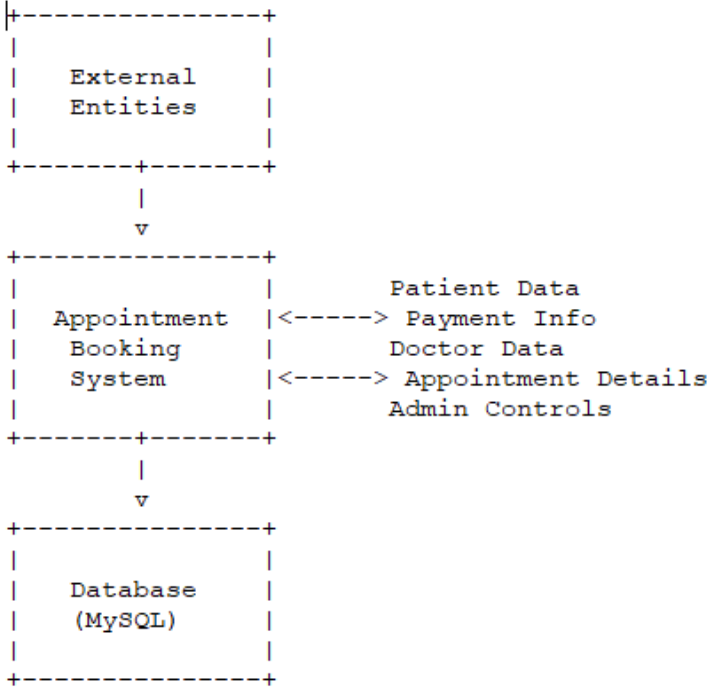 +---------------+
|               |
|   External    |
|   Entities    |
|               |
+-------+-------+
        |
        v
+---------------+
|               |       Patient Data
|  Appointment  |<-----> Payment Info
|   Booking     |       Doctor Data
|   System      |<-----> Appointment Details
|               |       Admin Controls
+-------+-------+
        |
        v
+---------------+
|               |
|   Database    |
|   (MySQL)     |
|               |
+---------------+